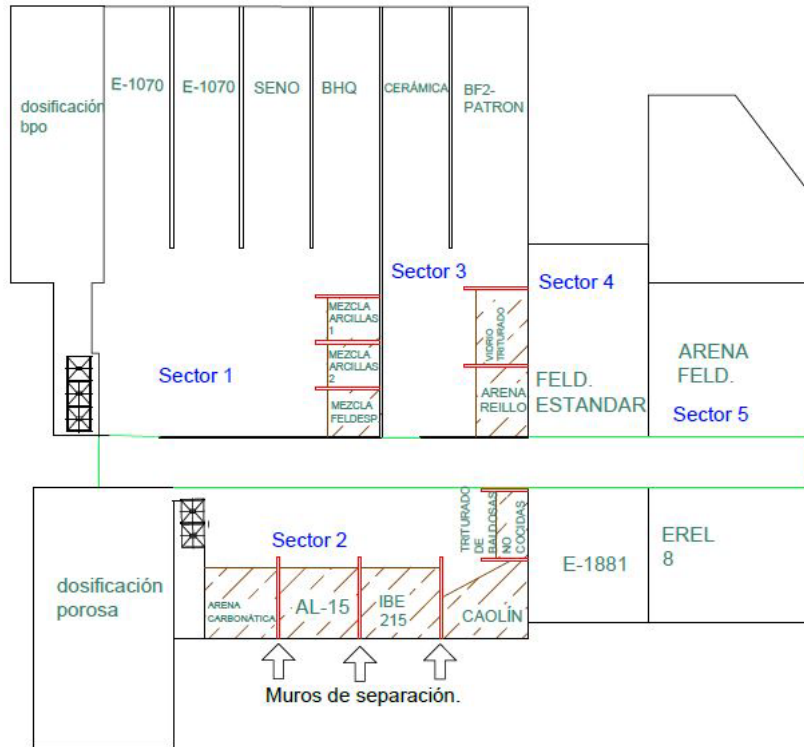 dosificación
bpo
E-1070
E-1070
SENO
BHQ
CERÁMICA
BF2-
PATRON
Sector 3
Sector 4
MEZCLA
ARCILLAS
1
MEZCLA
ARCILLAS
2
MEZCLA
FELDESP.
VIDRIO
TRITURADO
ARENA
REILLO
Sector 1
FELD.
ESTANDAR
ARENA
FELD.
Sector 5
Sector 2
TRITURADO
DE
BALDOSAS
NO
COCIDAS
dosificación
porosa
ARENA
CARBONÁTICA
AL-15
IBE
215
CAOLÍN
E-1881
EREL
8
Muros de separación.